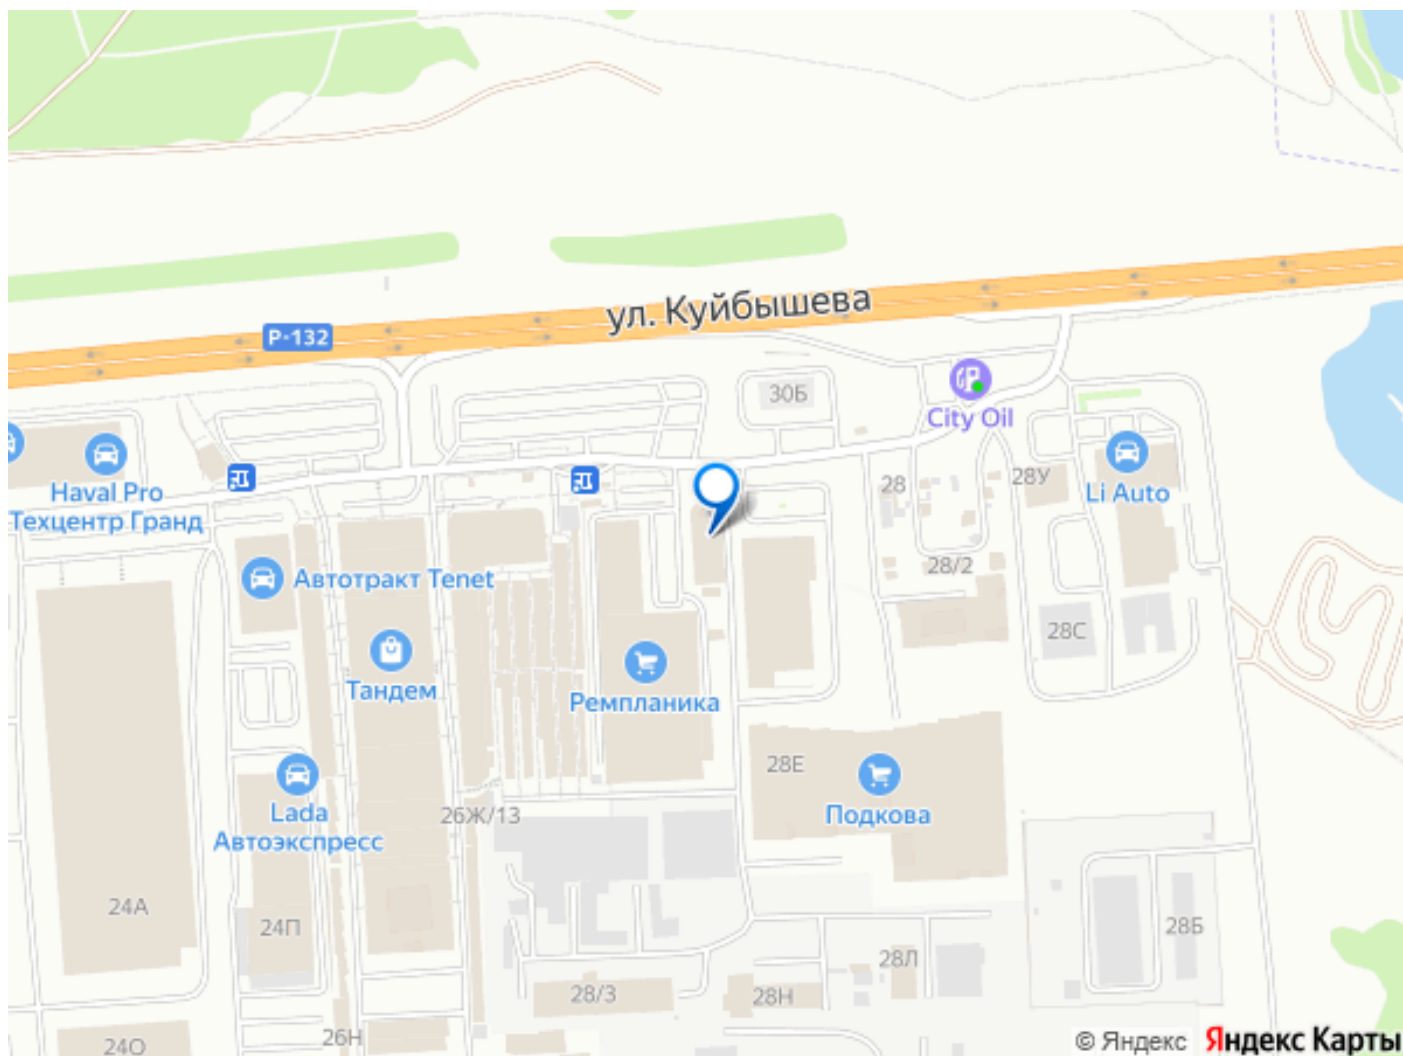 ул. Куйбышева
Р-132
30Б
City Oil
Haval Pro
Техцентр Гранд
28
28У
Li Auto
Автотракт Tenet
28/2
28С
Тандем
Ремпланика
28Е
Подкова
Lada
Автоэкспресс
26Ж/13
24А
24П
28Б
28Л
28/3
28Н
26Н
24О
© Яндекс Яндекс Карты